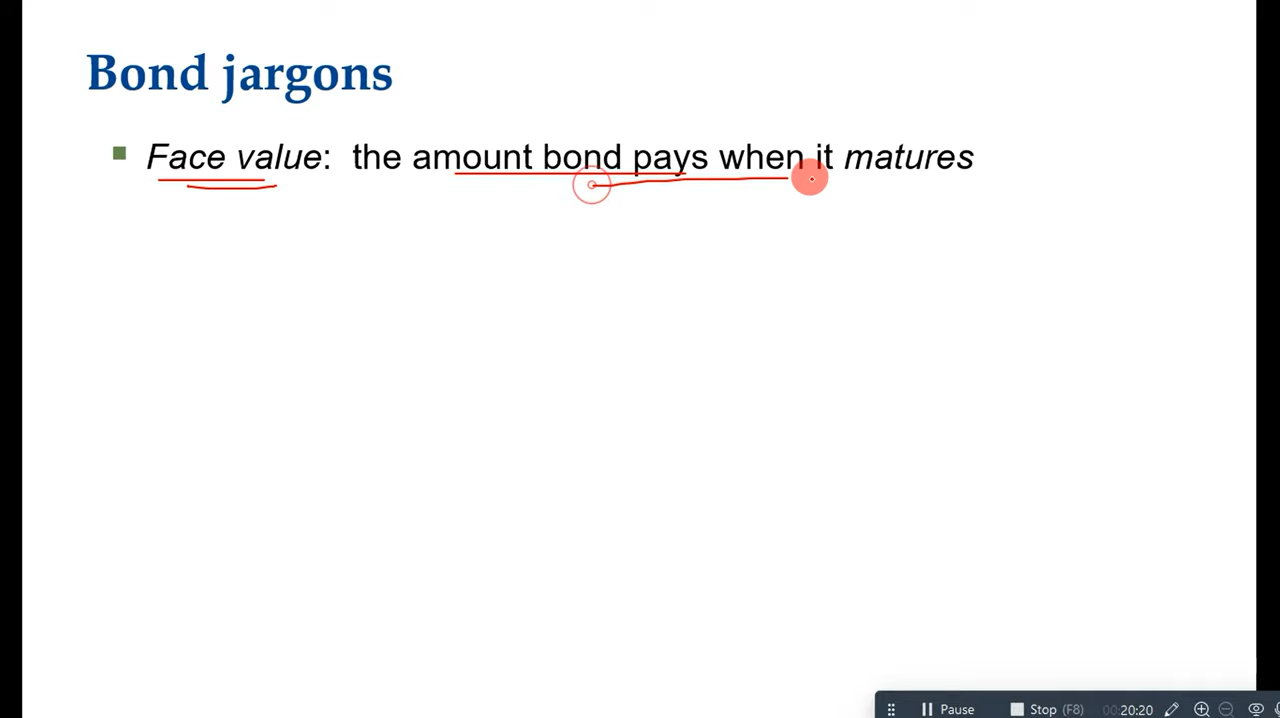 Bond jargons
Face value: the amount bond pays when it matures
Pause Stop (F8) 00:20:20